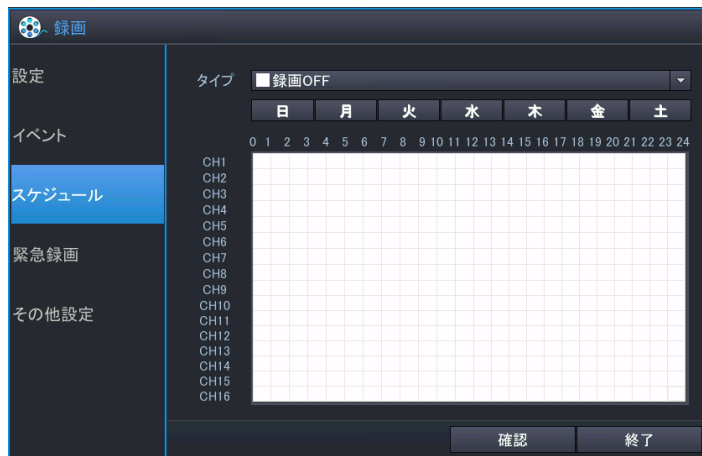 録画
設定
イベント
スケジュール
緊急録画
その他設定
タイプ 録画OFF
日 月 火 水 木 金 土
0 1 2 3 4 5 6 7 8 9 10 11 12 13 14 15 16 17 18 19 20 21 22 23 24
CH1
CH2
CH3
CH4
CH5
CH6
CH7
CH8
CH9
CH10
CH11
CH12
CH13
CH14
CH15
CH16
確認 終了